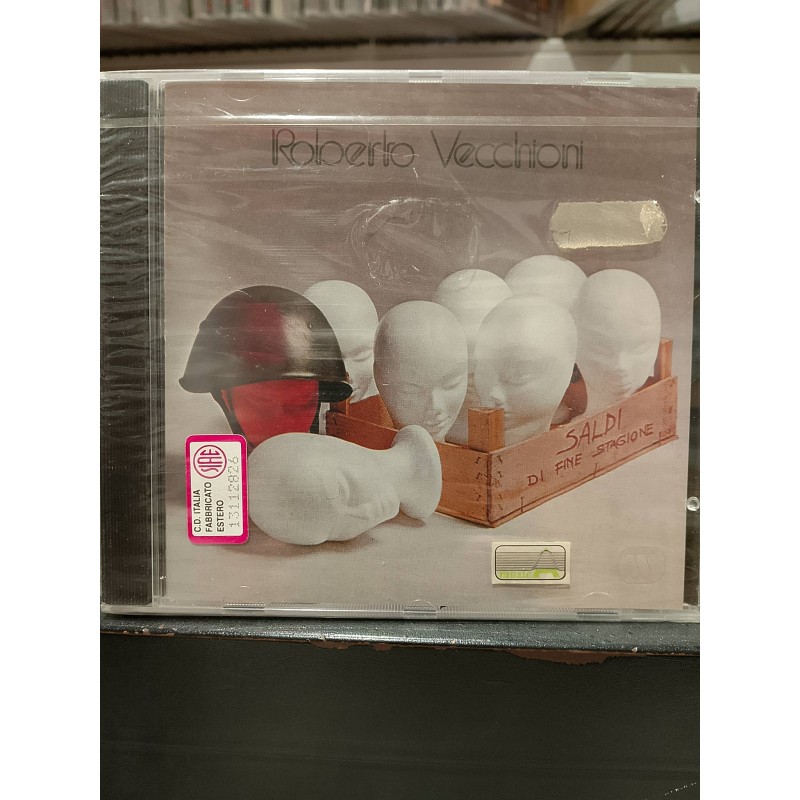 Roberto Vecchioni
SALDI
DI FINE STAGIONE
SIAE
C.D. ITALIA
FABBRICATO
ESTERO
13112826